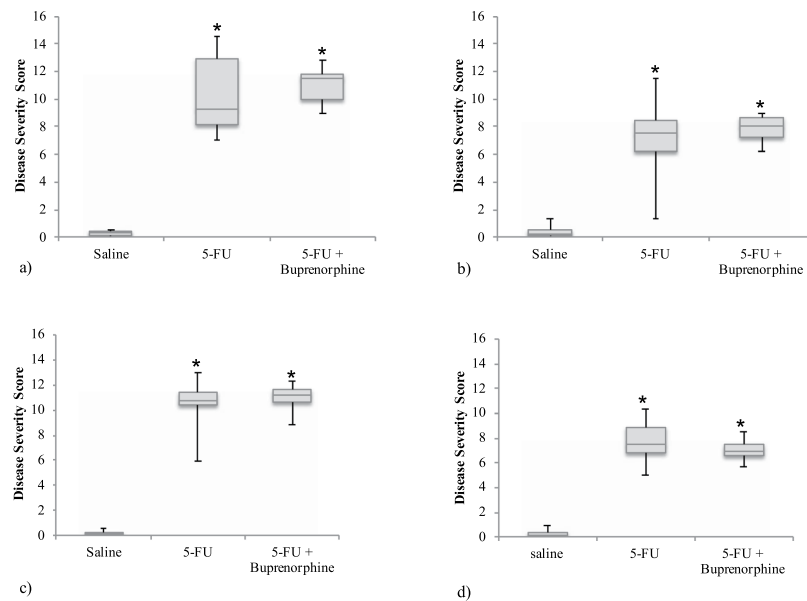 16
14
12
10
8
6
4
2
0
Disease Severity Score
*
*
Saline
5-FU
5-FU +
Buprenorphine
a)
16
14
12
10
8
6
4
2
0
Disease Severity Score
*
*
Saline
5-FU
5-FU +
Buprenorphine
b)
16
14
12
10
8
6
4
2
0
Disease Severity Score
*
*
Saline
5-FU
5-FU +
Buprenorphine
c)
16
14
12
10
8
6
4
2
0
Disease Severity Score
*
*
saline
5-FU
5-FU +
Buprenorphine
d)